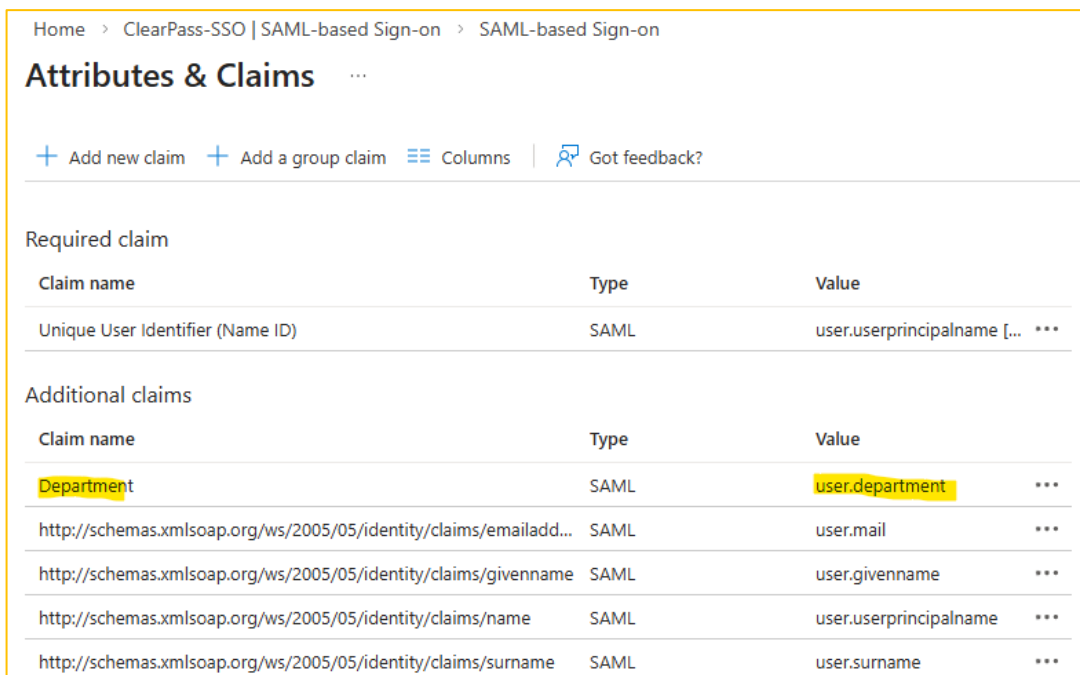 Home > ClearPass-SSO | SAML-based Sign-on > SAML-based Sign-on
Attributes & Claims ...
Add new claim Add a group claim Columns Got feedback?
Required claim
Claim name Type Value
Unique User Identifier (Name ID) SAML user.userprincipalname [...
Additional claims
Claim name Type Value
Department SAML user.department
http://schemas.xmlsoap.org/ws/2005/05/identity/claims/emailadd... SAML user.mail
http://schemas.xmlsoap.org/ws/2005/05/identity/claims/givenname SAML user.givenname
http://schemas.xmlsoap.org/ws/2005/05/identity/claims/name SAML user.userprincipalname
http://schemas.xmlsoap.org/ws/2005/05/identity/claims/surname SAML user.surname